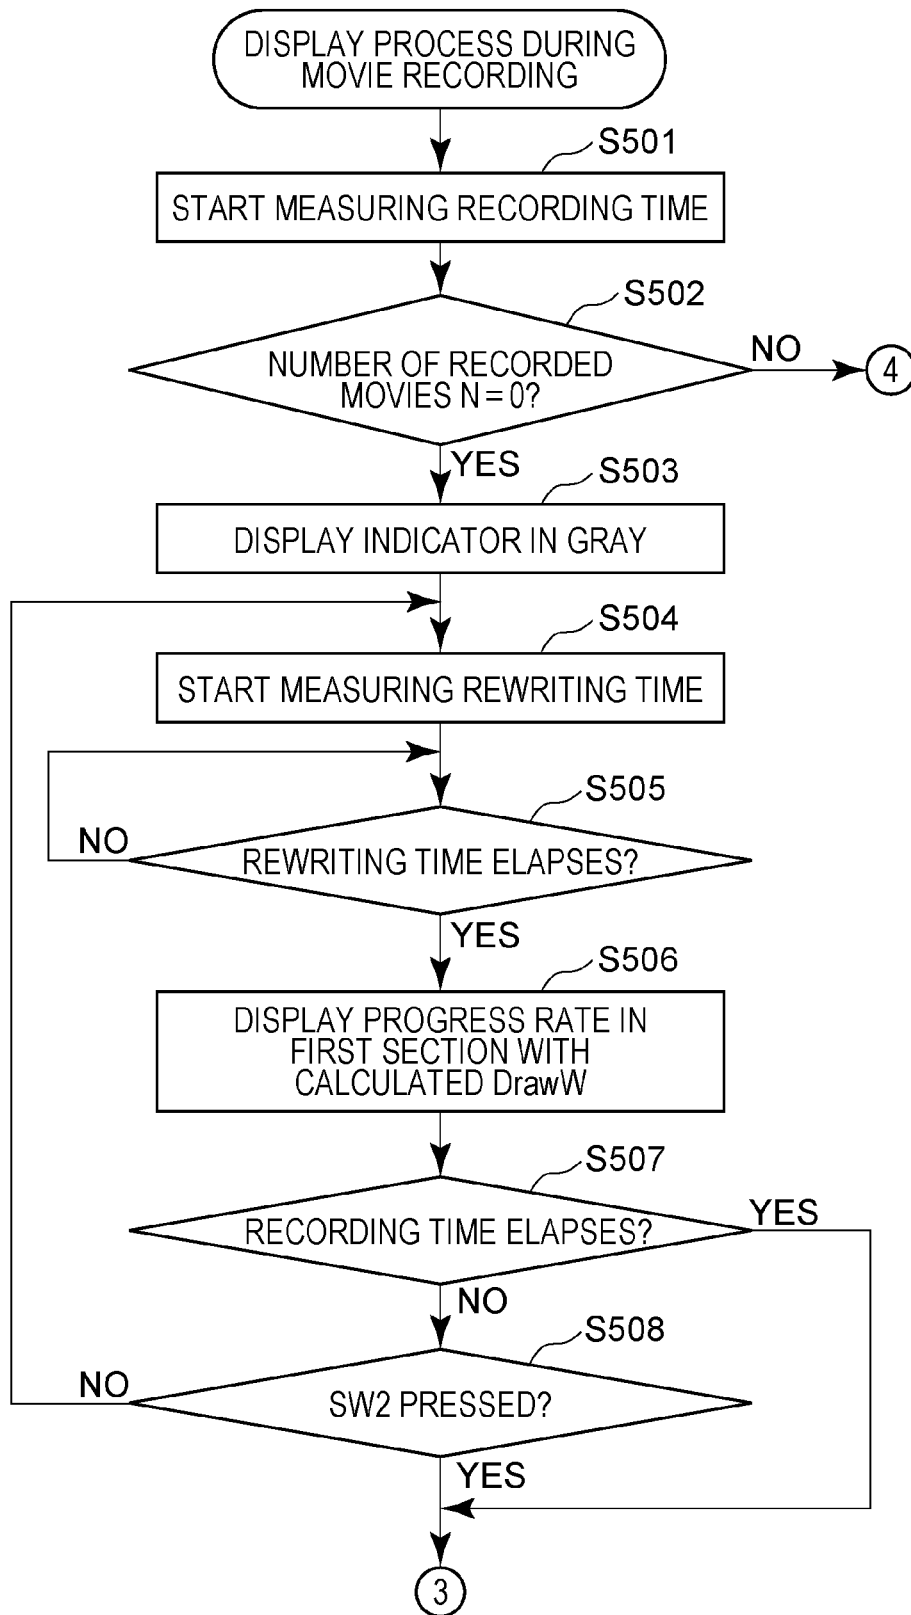 DISPLAY PROCESS DURING
MOVIE RECORDING
S501
START MEASURING RECORDING TIME
S502
NUMBER OF RECORDED
MOVIES N=0?
NO
4
YES
S503
DISPLAY INDICATOR IN GRAY
S504
START MEASURING REWRITING TIME
S505
REWRITING TIME ELAPSES?
NO
YES
S506
DISPLAY PROGRESS RATE IN
FIRST SECTION WITH
CALCULATED DrawW
S507
RECORDING TIME ELAPSES?
YES
NO
S508
SW2 PRESSED?
NO
YES
3